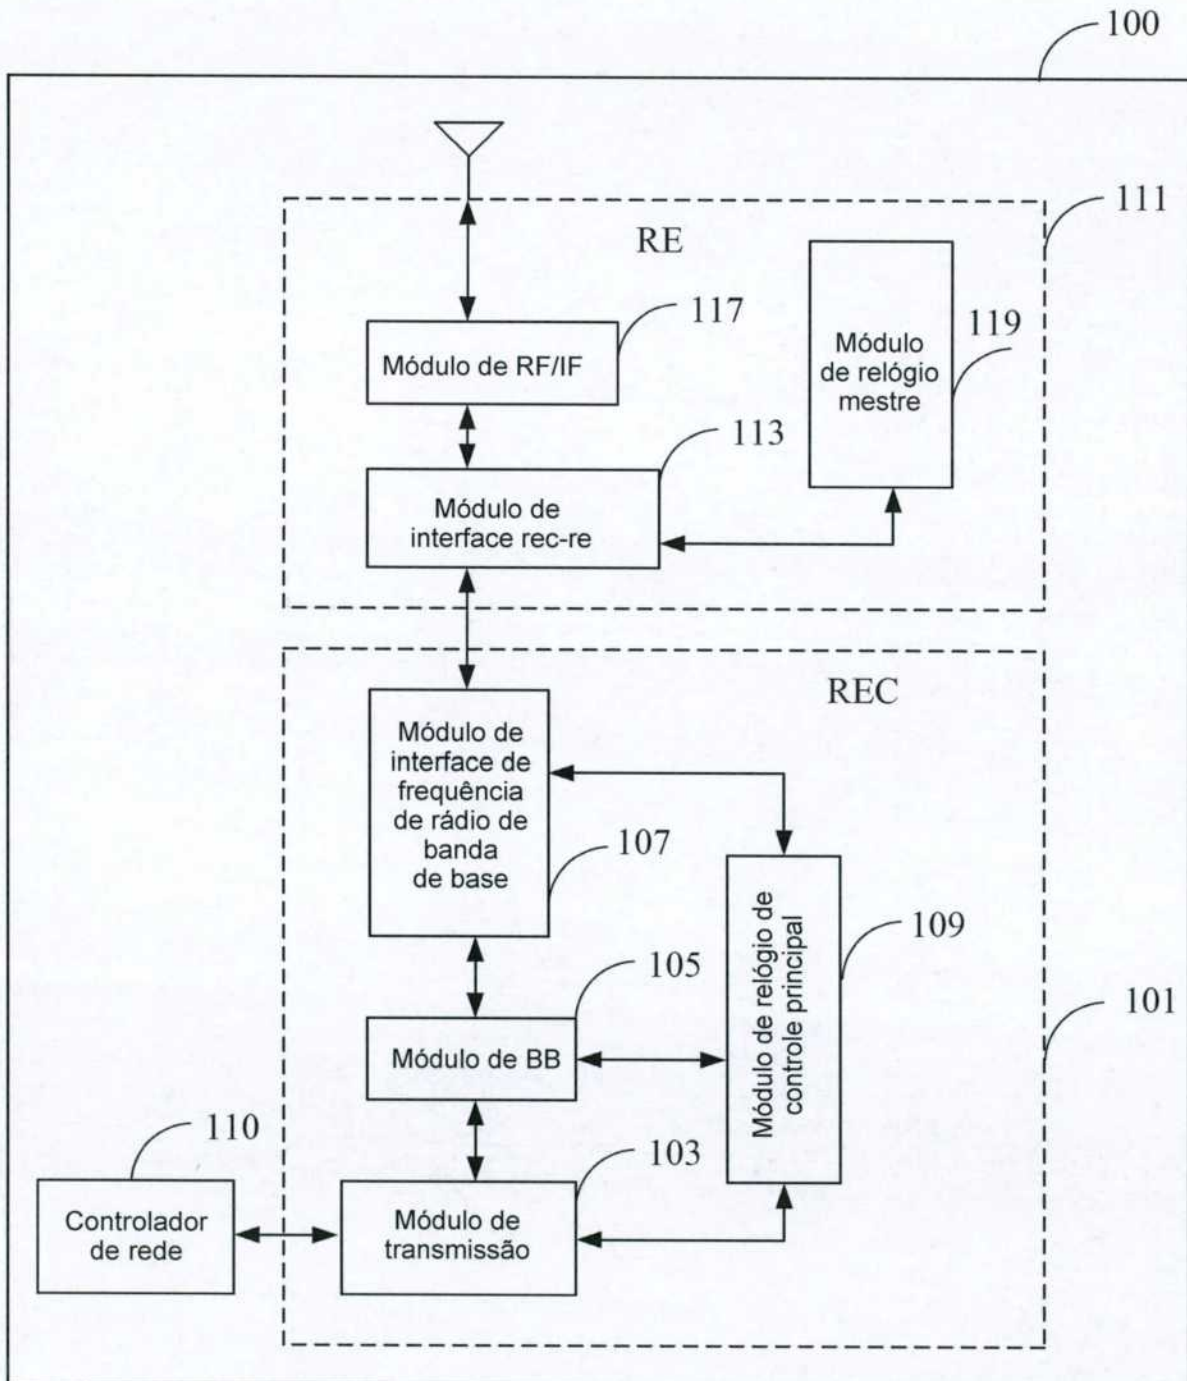 100
111
RE
117
Módulo de RF/IF
119
Módulo
de relógio
mestre
113
Módulo de
interface rec-re
REC
Módulo de
interface de
frequência
de rádio de
banda
de base
107
109
Módulo de relógio de
controle principal
105
Módulo de BB
101
110
Controlador
de rede
103
Módulo de
transmissão